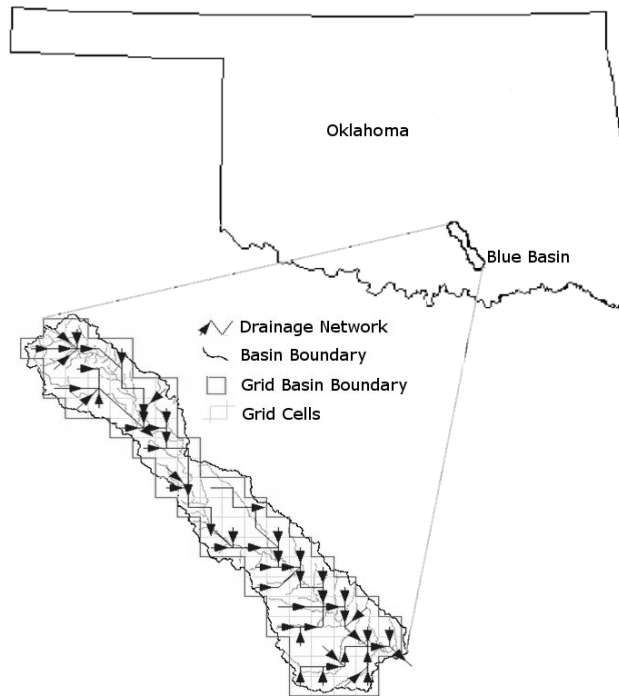 Oklahoma
Blue Basin
Drainage Network
Basin Boundary
Grid Basin Boundary
Grid Cells